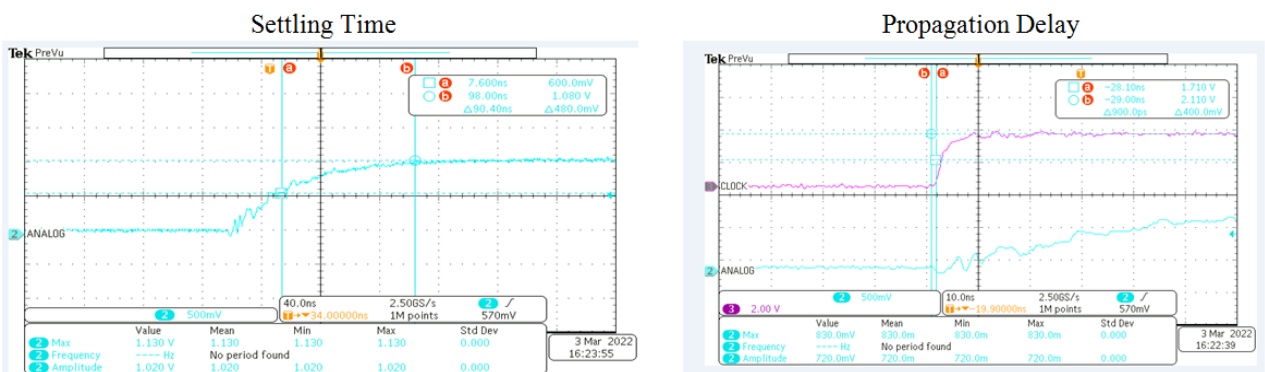 Settling Time
Tek PreVu
T a b
a 7.600ns 600.0mV
b 98.00ns 1.080 V
△90.40ns △480.0mV
2 ANALOG
2 500mV
40.0ns 2.50GS/s 2
T→▼34.00000ns 1M points 570mV
Value Mean Min Max Std Dev
2 Max 1.130 V 1.130 1.130 1.130 0.000
2 Frequency ---- Hz No period found
2 Amplitude 1.020 V 1.020 1.020 1.020 0.000
3 Mar 2022
16:23:55
Propagation Delay
Tek PreVu
b a T
a -28.10ns 1.710 V
b -29.00ns 2.110 V
△900.0ps △400.0mV
3 CLOCK
2 ANALOG
2 500mV
3 2.00 V
10.0ns 2.50GS/s 2
T→▼-19.90000ns 1M points 570mV
Value Mean Min Max Std Dev
2 Max 830.0mV 830.0m 830.0m 830.0m 0.000
2 Frequency ---- Hz No period found
2 Amplitude 720.0mV 720.0m 720.0m 720.0m 0.000
3 Mar 2022
16:22:39